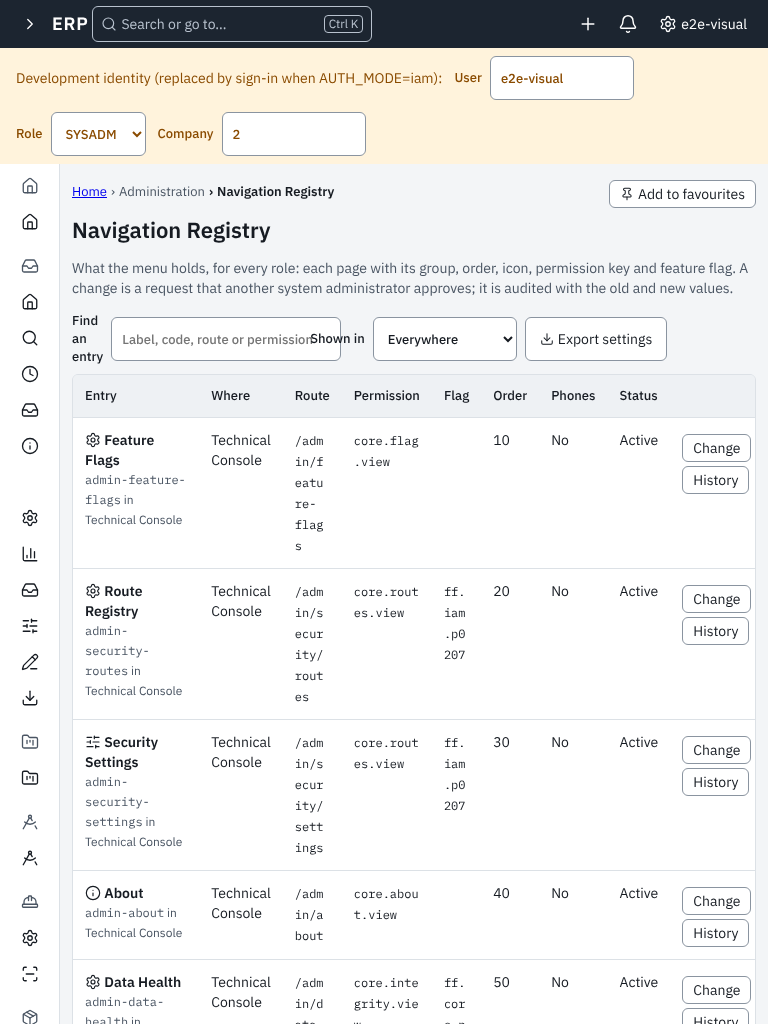 ERP
Search or go to...
Ctrl K
e2e-visual
Development identity (replaced by sign-in when AUTH_MODE=iam):
User
e2e-visual
Role
SYSADM
Company
2
Home › Administration › Navigation Registry
Add to favourites
Navigation Registry
What the menu holds, for every role: each page with its group, order, icon, permission key and feature flag. A
change is a request that another system administrator approves; it is audited with the old and new values.
Find
an
entry
Label, code, route or permission
Shown in
Everywhere
Export settings
Entry Where Route Permission Flag Order Phones Status
Feature
Flags
admin-feature-
flags in
Technical Console
Technical
Console
/adm
in/f
eatu
re-
flag
s
core.flag
.view
10
No
Active
Change
History
Route
Registry
admin-
security-
routes in
Technical Console
Technical
Console
/adm
in/s
ecur
ity/
rout
es
core.rout
es.view
ff.
iam
.p0
207
20
No
Active
Change
History
Security
Settings
admin-
security-
settings in
Technical Console
Technical
Console
/adm
in/s
ecur
ity/
sett
ings
core.rout
es.view
ff.
iam
.p0
207
30
No
Active
Change
History
About
admin-about in
Technical Console
Technical
Console
/adm
in/a
bout
core.abou
t.view
40
No
Active
Change
History
Data Health
admin-data-
health in
Technical
Console
/adm
in/d
core.inte
grity.vie
ff.
cor
50
No
Active
Change
History